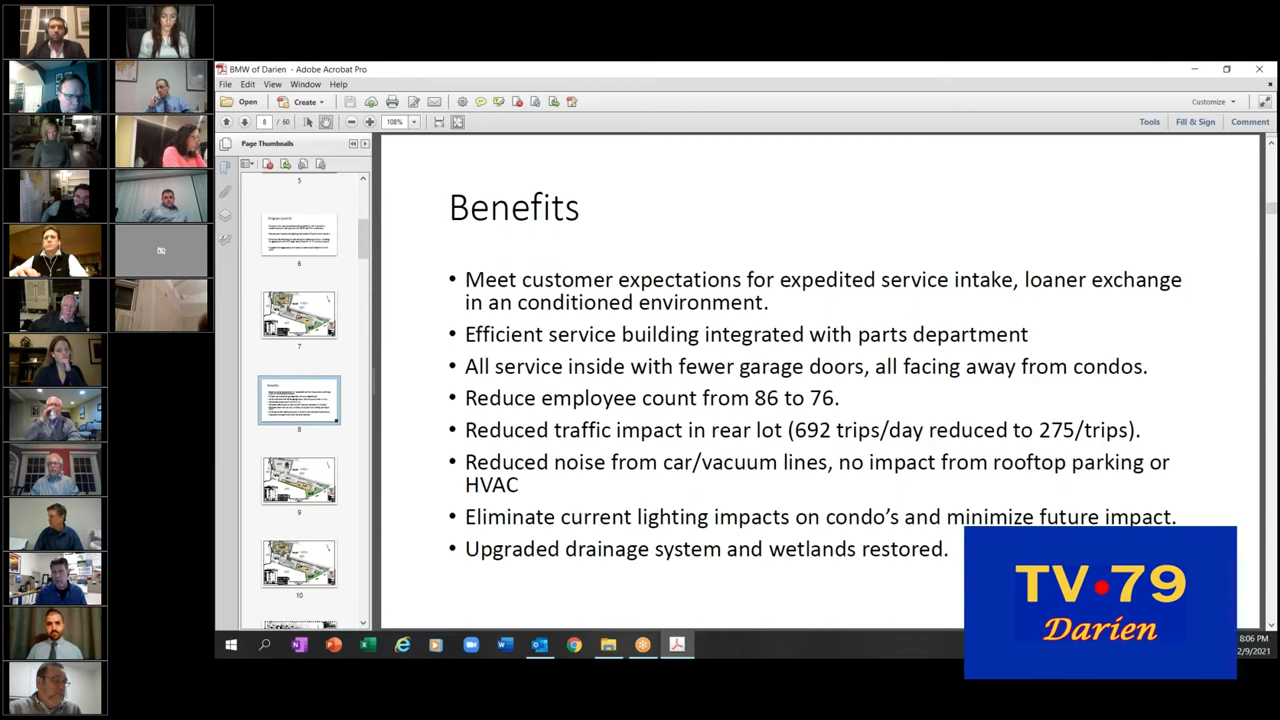 BMW of Darien - Adobe Acrobat Pro
File Edit View Window Help
Open Create Customize
8 / 60 108% Tools Fill & Sign Comment
Page Thumbnails
5
6
7
Benefits
8
9
10
Benefits
• Meet customer expectations for expedited service intake, loaner exchange
in an conditioned environment.
• Efficient service building integrated with parts department
• All service inside with fewer garage doors, all facing away from condos.
• Reduce employee count from 86 to 76.
• Reduced traffic impact in rear lot (692 trips/day reduced to 275/trips).
• Reduced noise from car/vacuum lines, no impact from rooftop parking or
HVAC
• Eliminate current lighting impacts on condo's and minimize future impact.
• Upgraded drainage system and wetlands restored.
TV•79
Darien
8:06 PM
2/9/2021